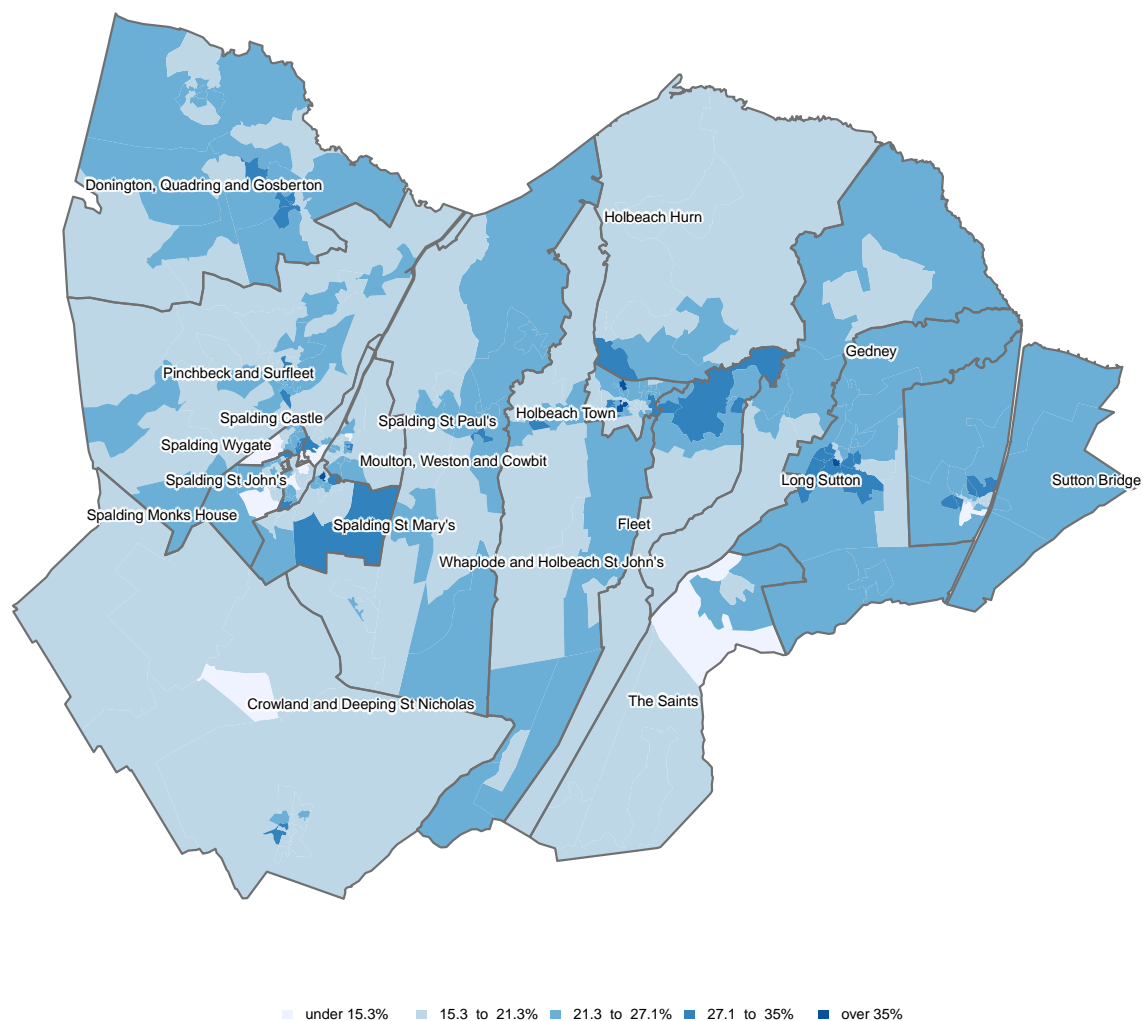 Donington, Quadring and Gosberton
Holbeach Hurn
Gedney
Pinchbeck and Surfleet
Spalding Castle
Holbeach Town
Spalding St Paul's
Spalding Wygate
Moulton, Weston and Cowbit
Spalding St John's
Long Sutton
Sutton Bridge
Spalding Monks House
Spalding St Mary's
Fleet
Whaplode and Holbeach St John's
The Saints
Crowland and Deeping St Nicholas
under 15.3% 15.3 to 21.3% 21.3 to 27.1% 27.1 to 35% over 35%